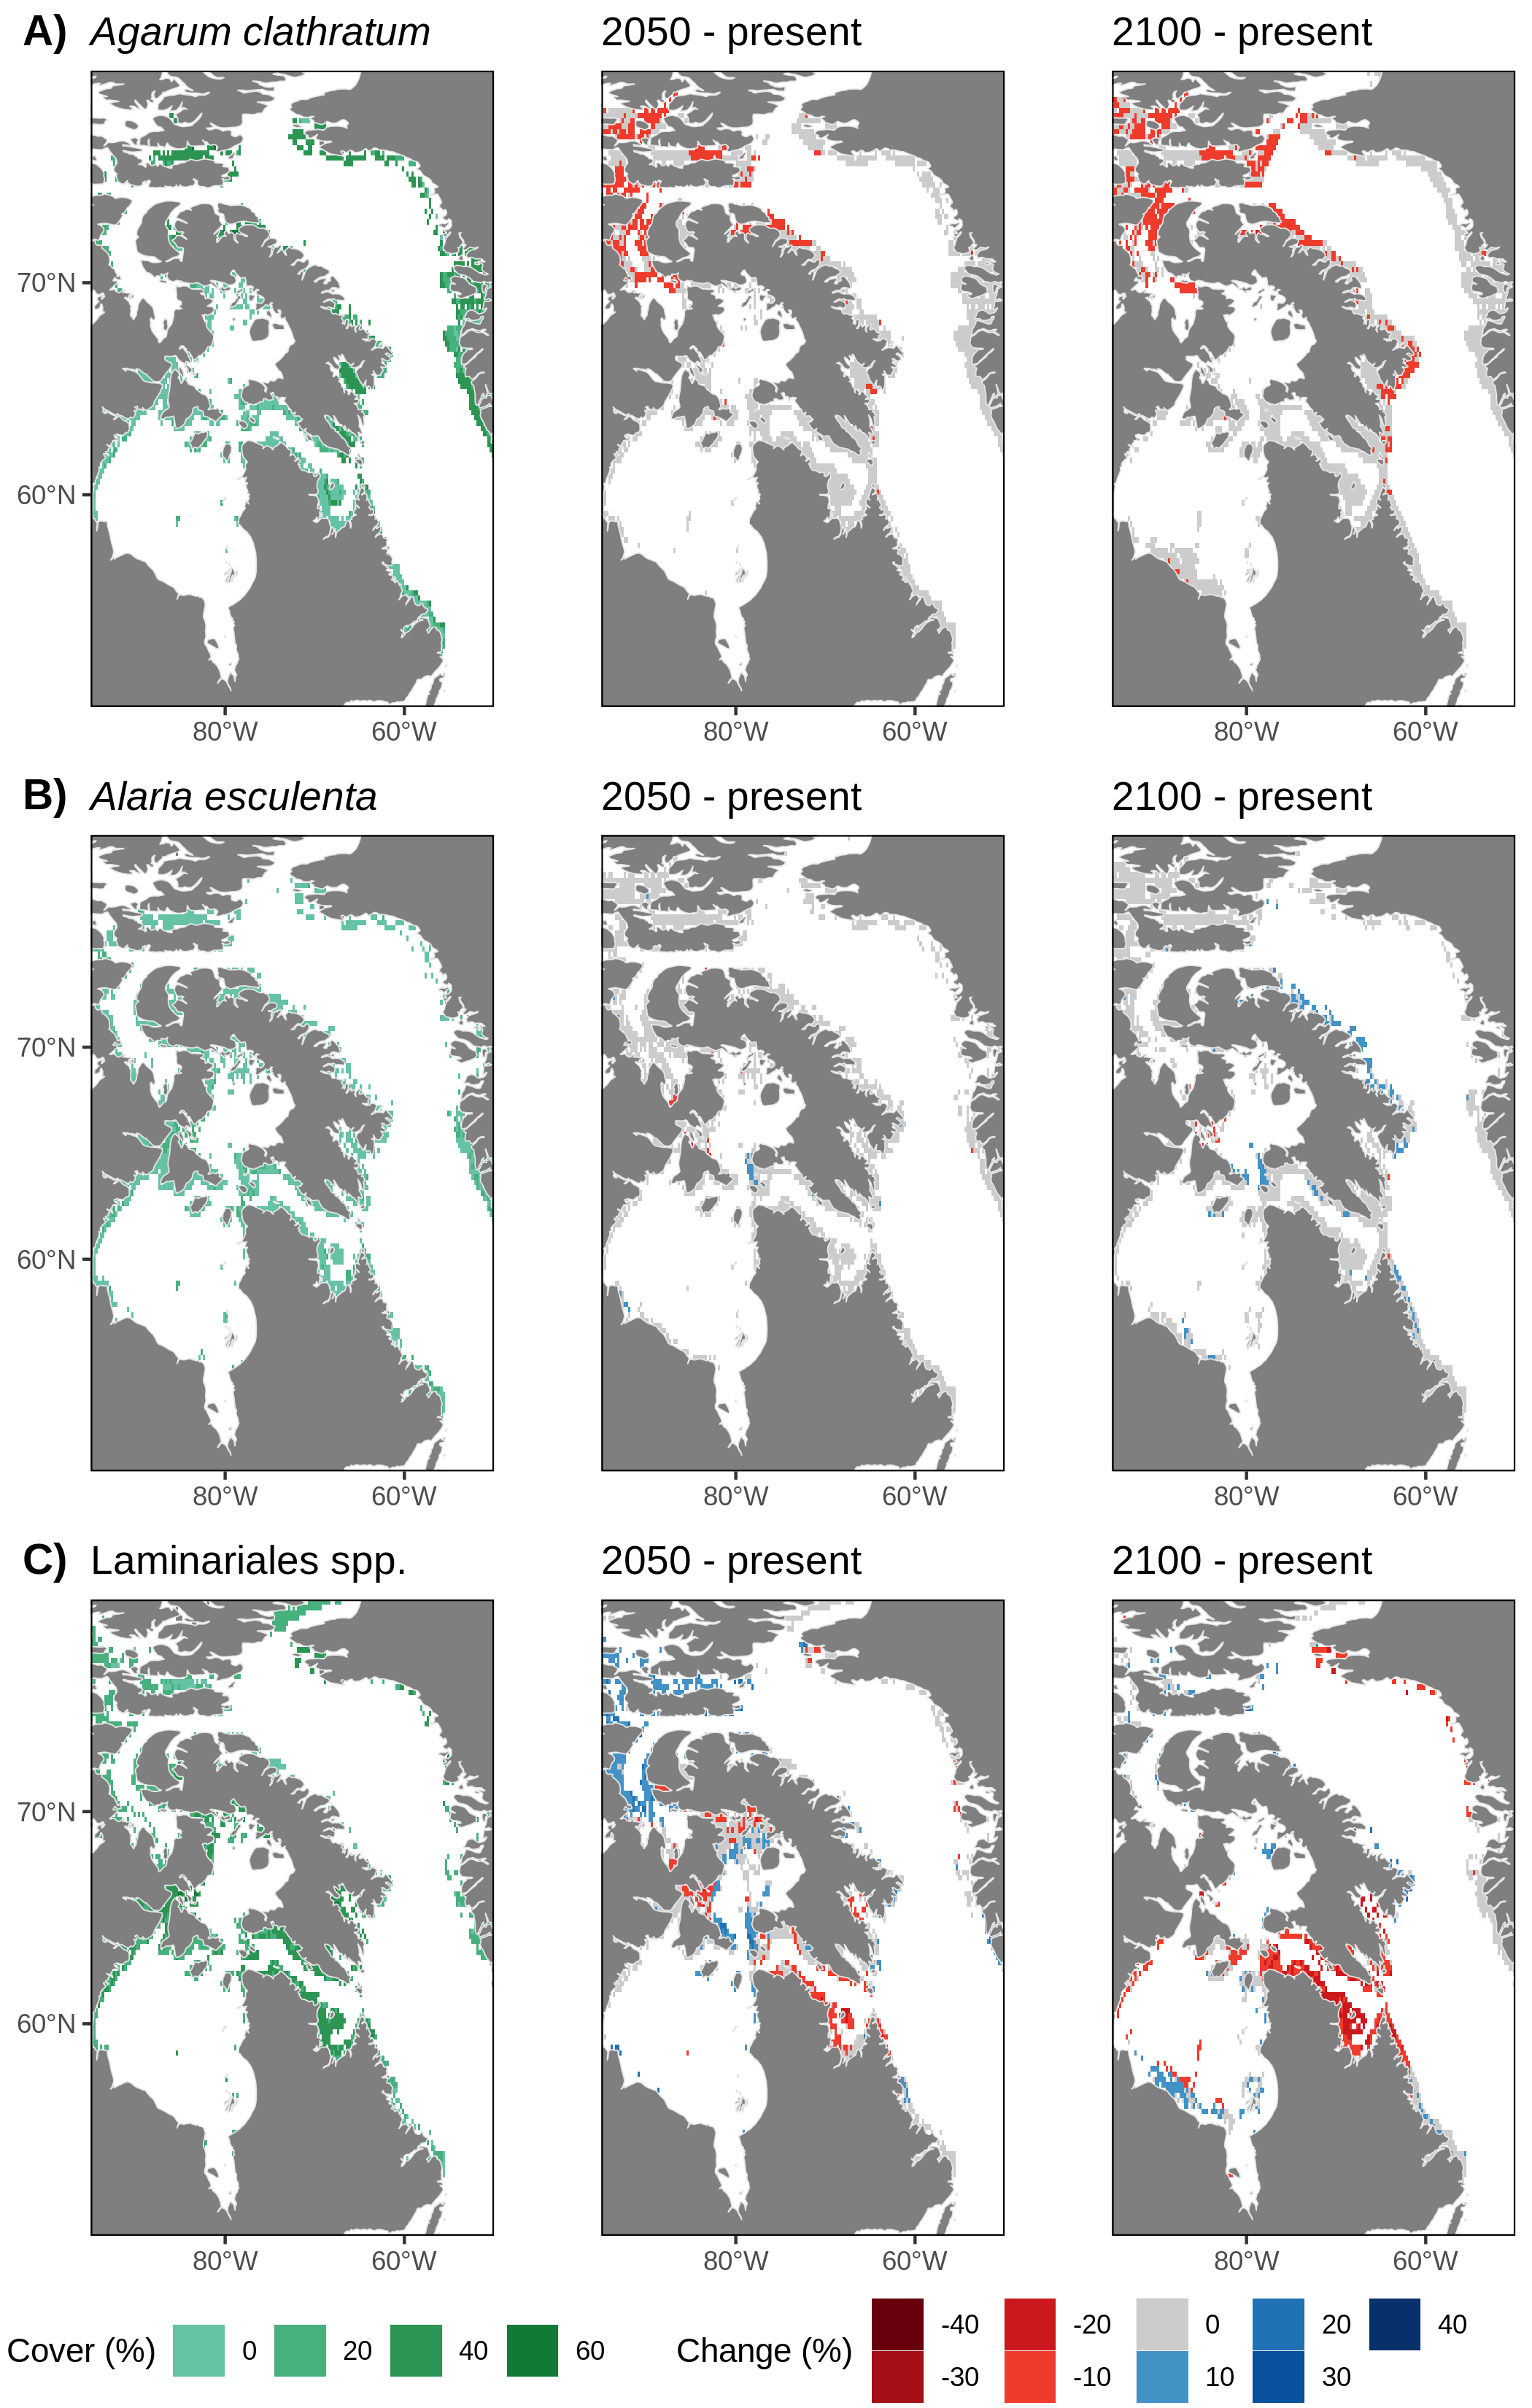 A) Agarum clathratum 2050 - present 2100 - present
70°N
60°N
80°W 60°W 80°W 60°W 80°W 60°W
B) Alaria esculenta 2050 - present 2100 - present
70°N
60°N
80°W 60°W 80°W 60°W 80°W 60°W
C) Laminariales spp. 2050 - present 2100 - present
70°N
60°N
80°W 60°W 80°W 60°W 80°W 60°W
Cover (%) 0 20 40 60
Change (%) -40 -20 0 20 40
-30 -10 10 30